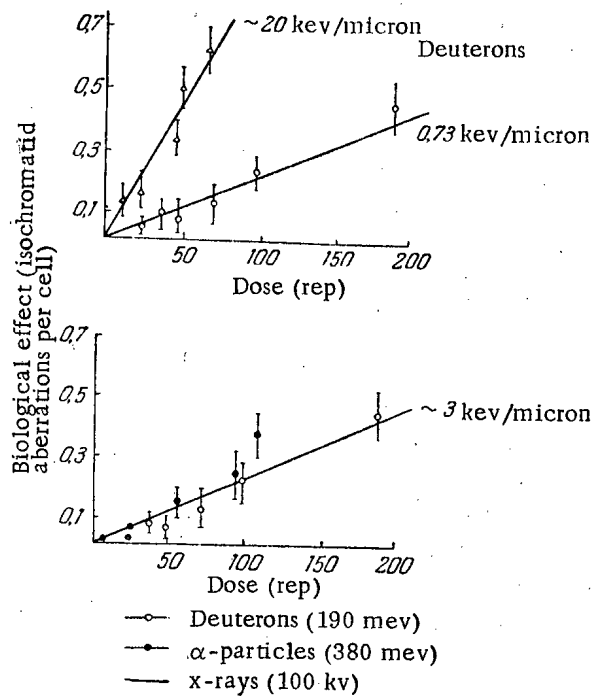 0,7
~20 kev/micron
Deuterons
0,5
0,73 kev/micron
0,3
0,1
50
100
150
200
Dose (rep)
Biological effect (isochromatid
aberrations per cell)
0,7
0,5
~3 kev/micron
0,3
0,1
50
100
150
200
Dose (rep)
Deuterons (190 mev)
α-particles (380 mev)
x-rays (100 kv)